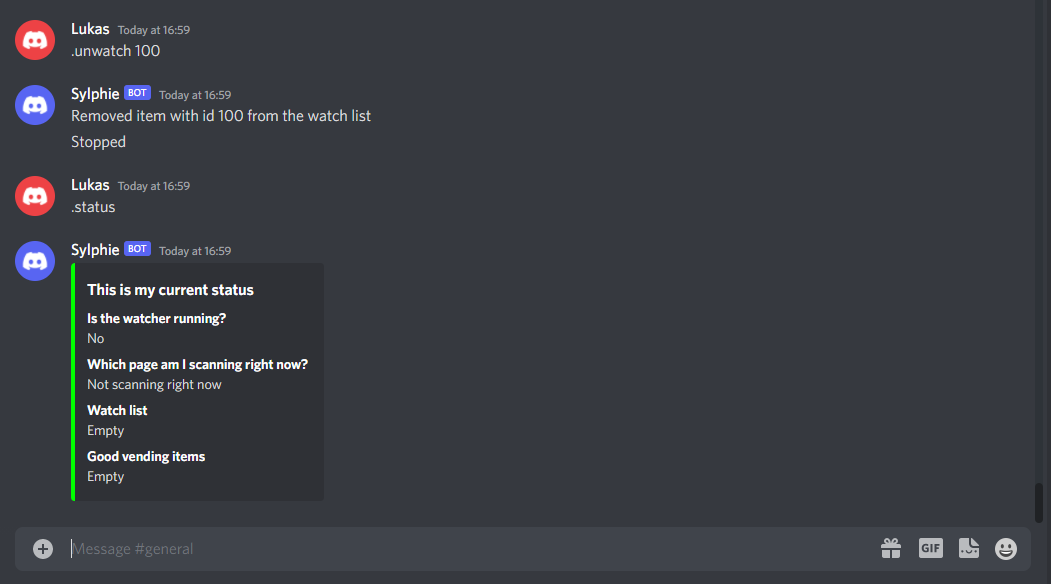 Lukas Today at 16:59
.unwatch 100
Sylphie BOT Today at 16:59
Removed item with id 100 from the watch list
Stopped
Lukas Today at 16:59
.status
Sylphie BOT Today at 16:59
This is my current status
Is the watcher running?
No
Which page am I scanning right now?
Not scanning right now
Watch list
Empty
Good vending items
Empty
Message #general GIF